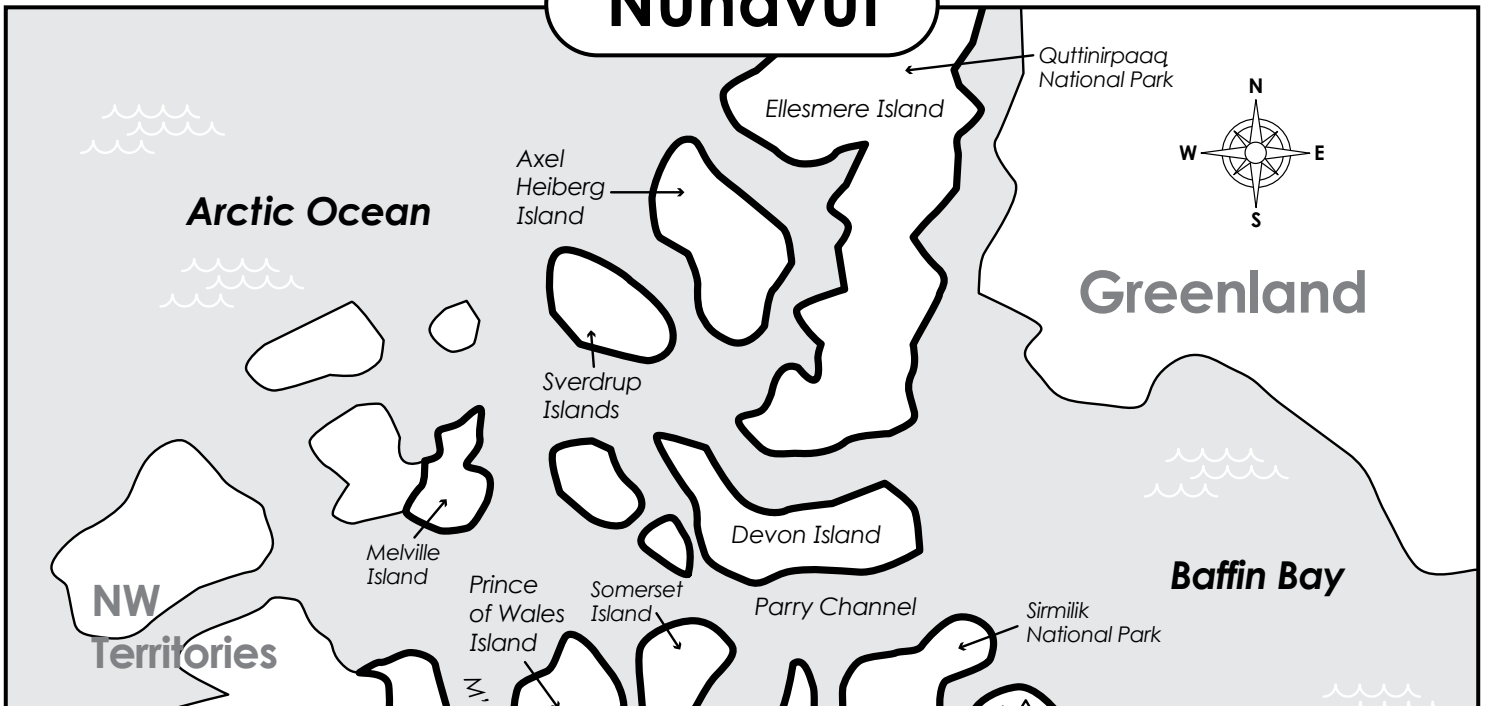 Nunavut
Quttinirpaaq
National Park
Ellesmere Island
N
W
E
S
Axel
Heiberg
Island
Arctic Ocean
Greenland
Sverdrup
Islands
Devon Island
Melville
Island
Baffin Bay
NW
Territories
Prince
of Wales
Island
Somerset
Island
Parry Channel
Sirmilik
National Park
M'